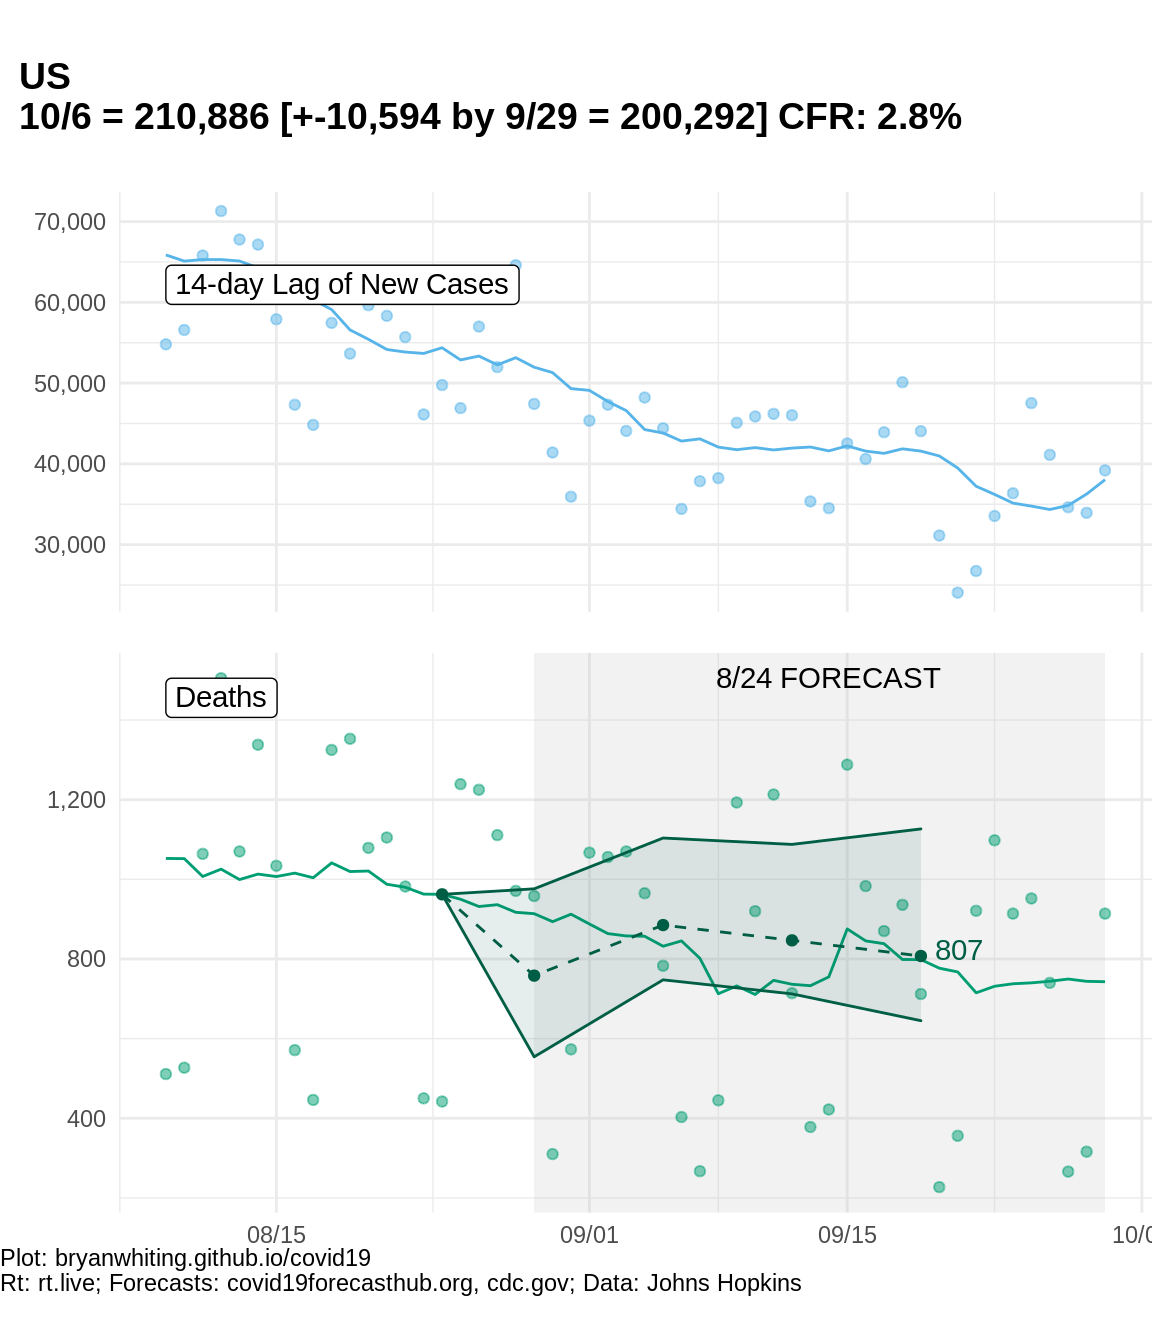 US
10/6 = 210,886 [+-10,594 by 9/29 = 200,292] CFR: 2.8%
70,000
60,000
50,000
40,000
30,000
14-day Lag of New Cases
Deaths
8/24 FORECAST
1,200
800
400
807
08/15
09/01
09/15
10/0
Plot: bryanwhiting.github.io/covid19
Rt: rt.live; Forecasts: covid19forecasthub.org, cdc.gov; Data: Johns Hopkins